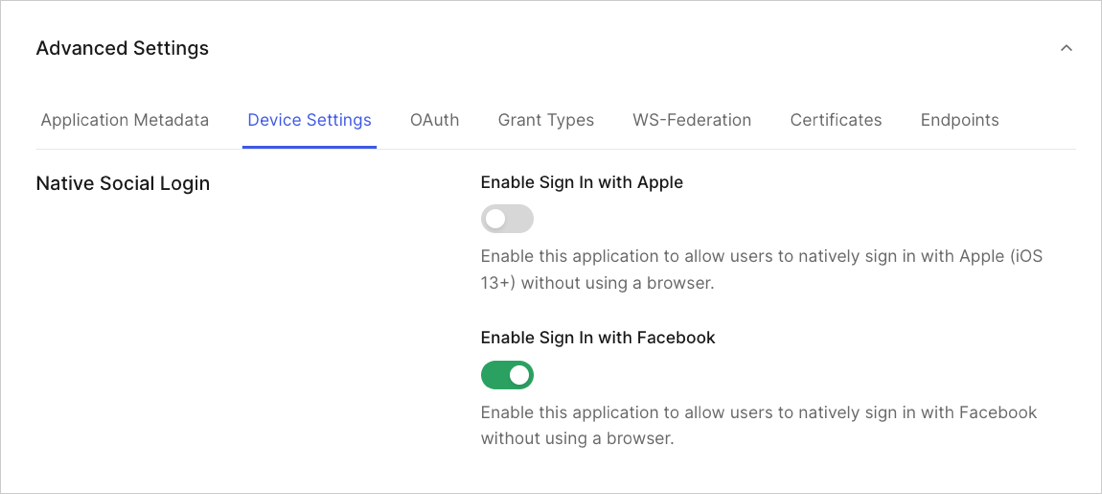 Advanced Settings
Application Metadata Device Settings OAuth Grant Types WS-Federation Certificates Endpoints
Native Social Login
Enable Sign In with Apple
Enable this application to allow users to natively sign in with Apple (iOS
13+) without using a browser.
Enable Sign In with Facebook
Enable this application to allow users to natively sign in with Facebook
without using a browser.